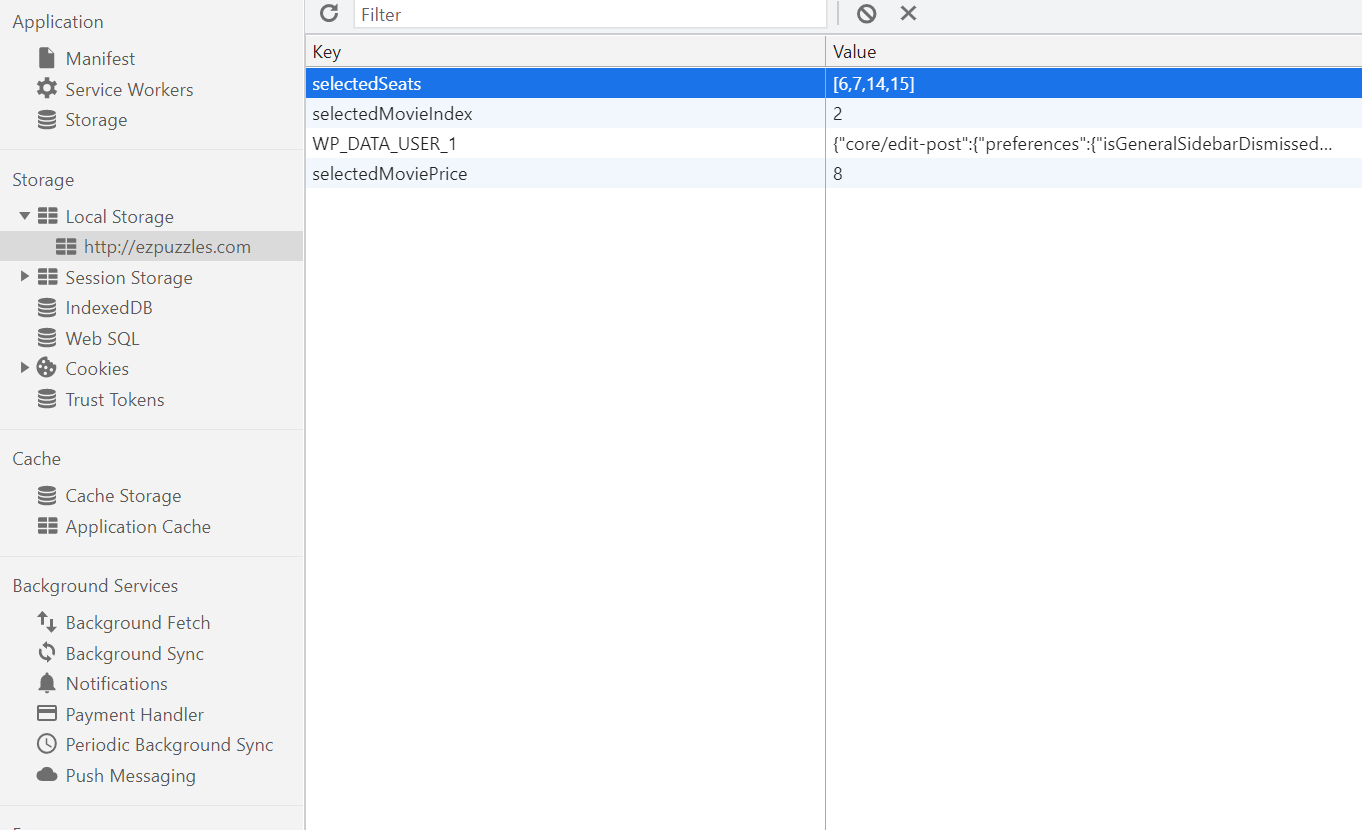 Application
Manifest
Service Workers
Storage
Storage
Local Storage
http://ezpuzzles.com
Session Storage
IndexedDB
Web SQL
Cookies
Trust Tokens
Cache
Cache Storage
Application Cache
Background Services
Background Fetch
Background Sync
Notifications
Payment Handler
Periodic Background Sync
Push Messaging
Filter
Key Value
selectedSeats [6,7,14,15]
selectedMovieIndex 2
WP_DATA_USER_1 {"core/edit-post":{"preferences":{"isGeneralSidebarDismissed...
selectedMoviePrice 8